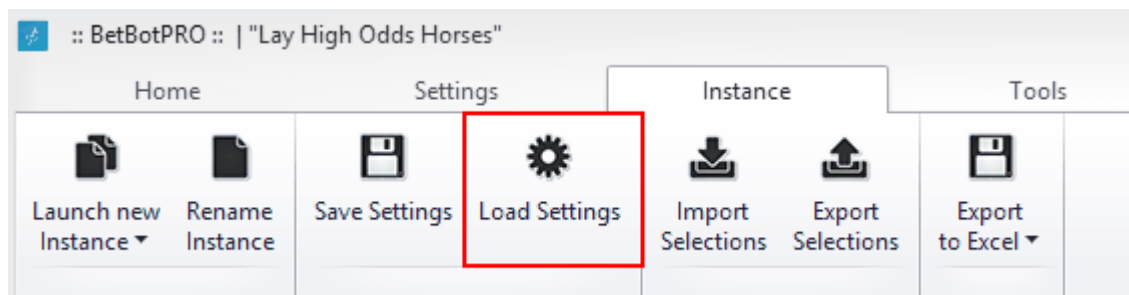 :: BetBotPRO :: | "Lay High Odds Horses"
Home Settings Instance Tools
Launch new Instance
Rename Instance
Save Settings
Load Settings
Import Selections
Export Selections
Export to Excel